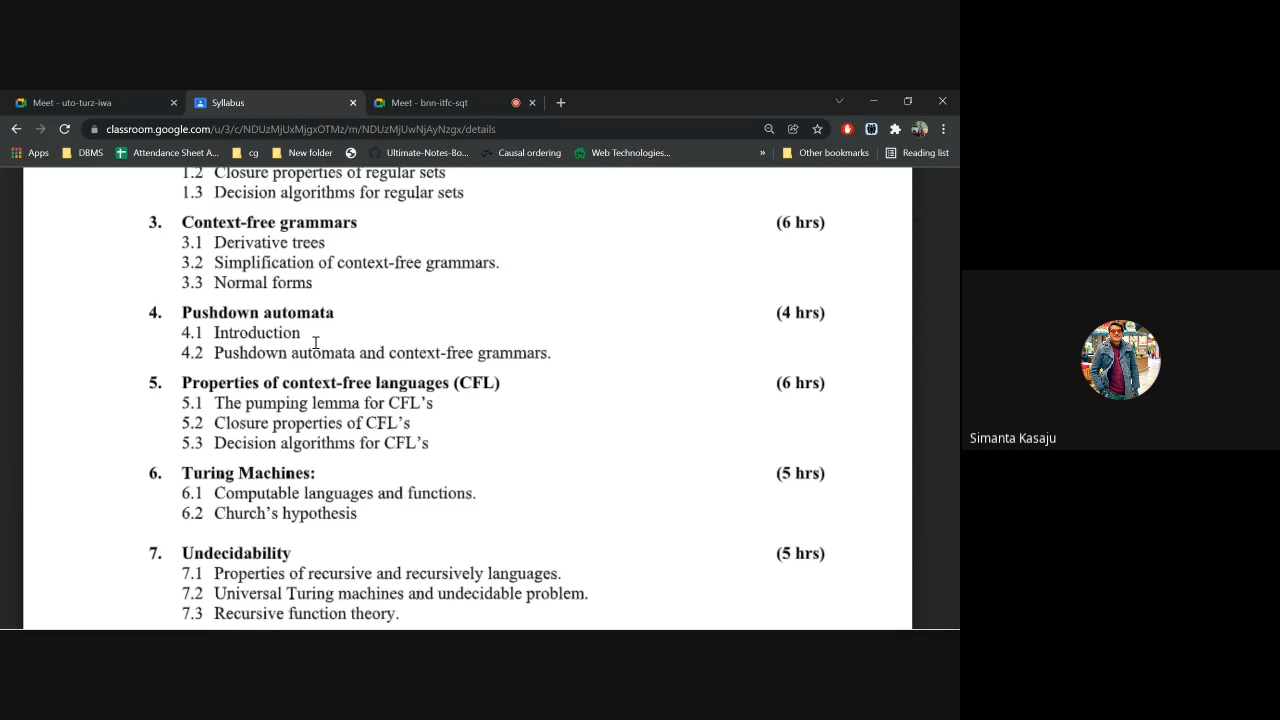 Meet - uto-turz-iwa
Syllabus
Meet - bnn-itfc-sqt
classroom.google.com/u/3/c/NDUzMjUxMjgxOTMz/m/NDUzMjUwNjAyNzgx/details
Apps DBMS Attendance Sheet A... cg New folder Ultimate-Notes-Bo... Causal ordering Web Technologies... » Other bookmarks Reading list
1.2 Closure properties of regular sets
1.3 Decision algorithms for regular sets
3. Context-free grammars (6 hrs)
3.1 Derivative trees
3.2 Simplification of context-free grammars.
3.3 Normal forms
4. Pushdown automata (4 hrs)
4.1 Introduction
4.2 Pushdown automata and context-free grammars.
5. Properties of context-free languages (CFL) (6 hrs)
5.1 The pumping lemma for CFL's
5.2 Closure properties of CFL's
5.3 Decision algorithms for CFL's
6. Turing Machines: (5 hrs)
6.1 Computable languages and functions.
6.2 Church's hypothesis
7. Undecidability (5 hrs)
7.1 Properties of recursive and recursively languages.
7.2 Universal Turing machines and undecidable problem.
7.3 Recursive function theory.
Simanta Kasaju